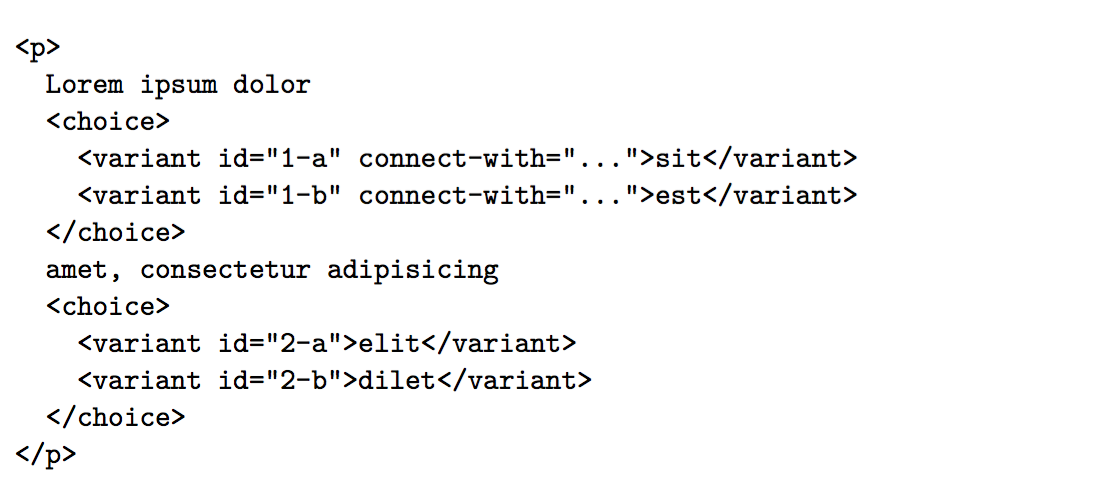 <p>
  Lorem ipsum dolor
  <choice>
    <variant id="1-a" connect-with="...">sit</variant>
    <variant id="1-b" connect-with="...">est</variant>
  </choice>
  amet, consectetur adipisicing
  <choice>
    <variant id="2-a">elit</variant>
    <variant id="2-b">dilet</variant>
  </choice>
</p>